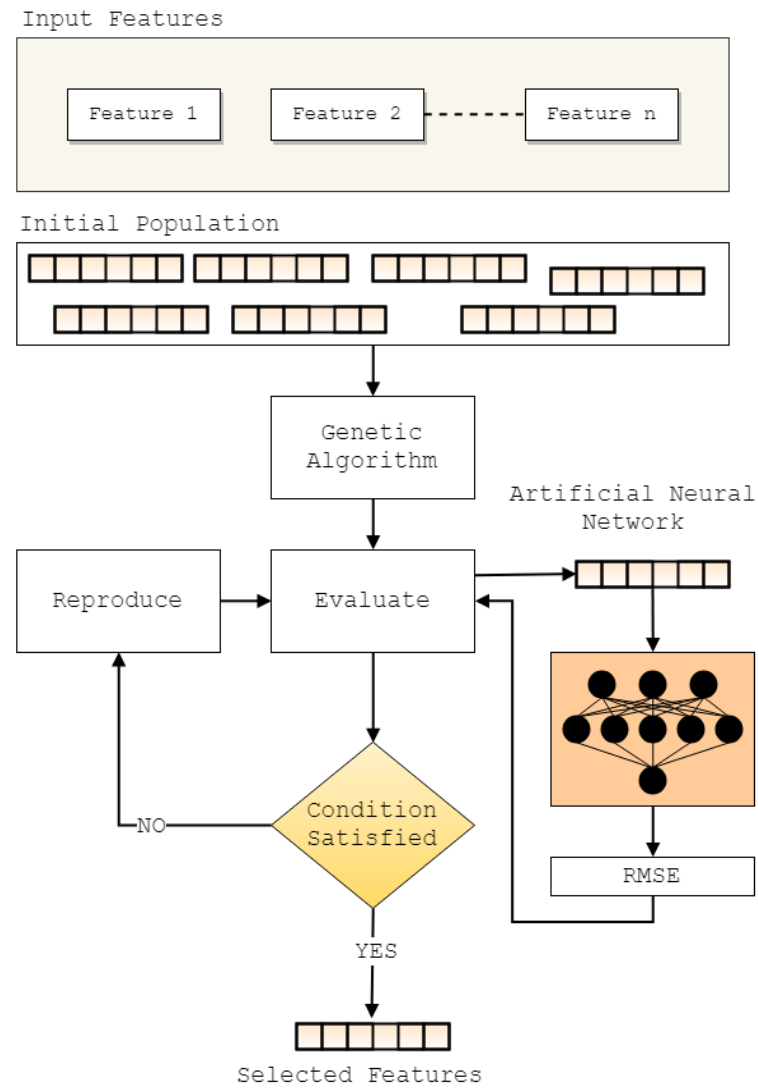 Input Features
Feature 1
Feature 2
Feature n
Initial Population
Genetic
Algorithm
Artificial Neural
Network
Reproduce
Evaluate
Condition
Satisfied
NO
RMSE
YES
Selected Features